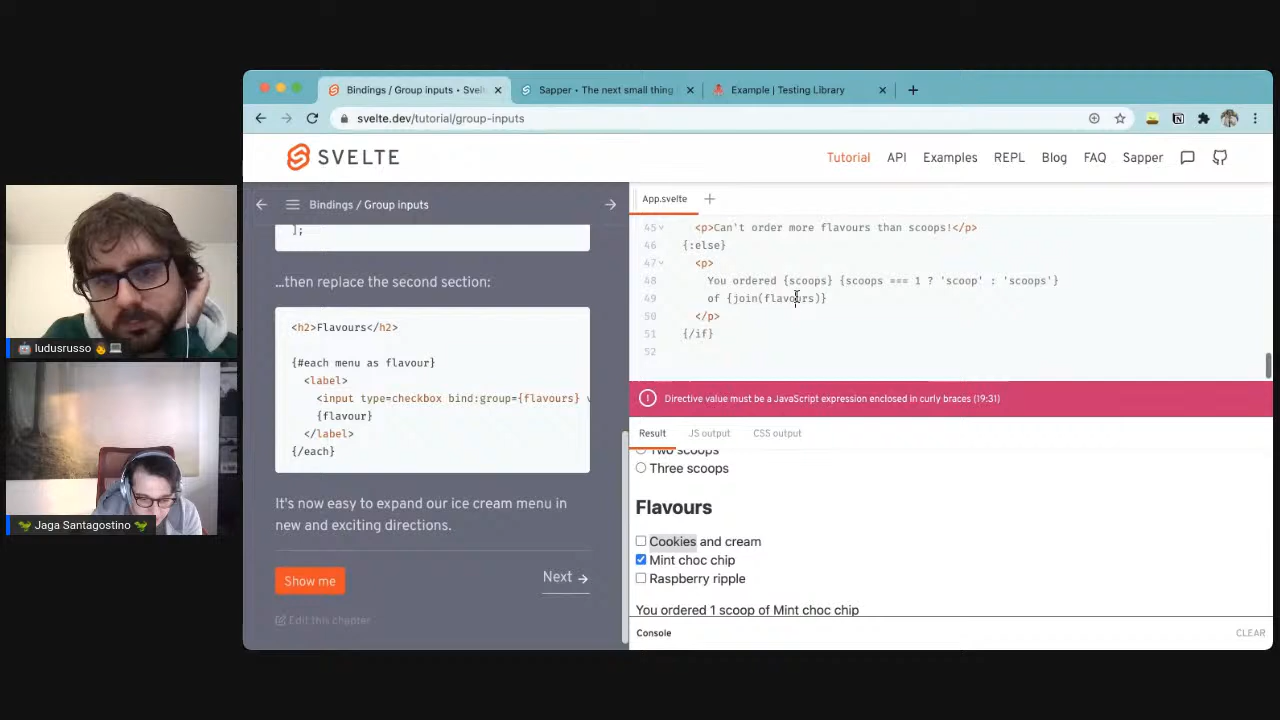 Bindings / Group inputs • Svel
Sapper • The next small thing
Example | Testing Library
svelte.dev/tutorial/group-inputs
SVELTE
Tutorial API Examples REPL Blog FAQ Sapper
Bindings / Group inputs
];
...then replace the second section:
<h2>Flavours</h2>
{#each menu as flavour}
<label>
<input type=checkbox bind:group={flavours}
{flavour}
</label>
{/each}
It's now easy to expand our ice cream menu in
new and exciting directions.
Show me
Next →
Edit this chapter
App.svelte
45 <p>Can't order more flavours than scoops!</p>
46 {:else}
47 <p>
48 You ordered {scoops} {scoops === 1 ? 'scoop' : 'scoops'}
49 of {join(flavours)}
50 </p>
51 {/if}
52
Directive value must be a JavaScript expression enclosed in curly braces (19:31)
Result JS output CSS output
Two scoops
Three scoops
Flavours
Cookies and cream
Mint choc chip
Raspberry ripple
You ordered 1 scoop of Mint choc chip
Console
CLEAR
🤖 ludusrusso 👨💻
🦖 Jaga Santagostino 🦖